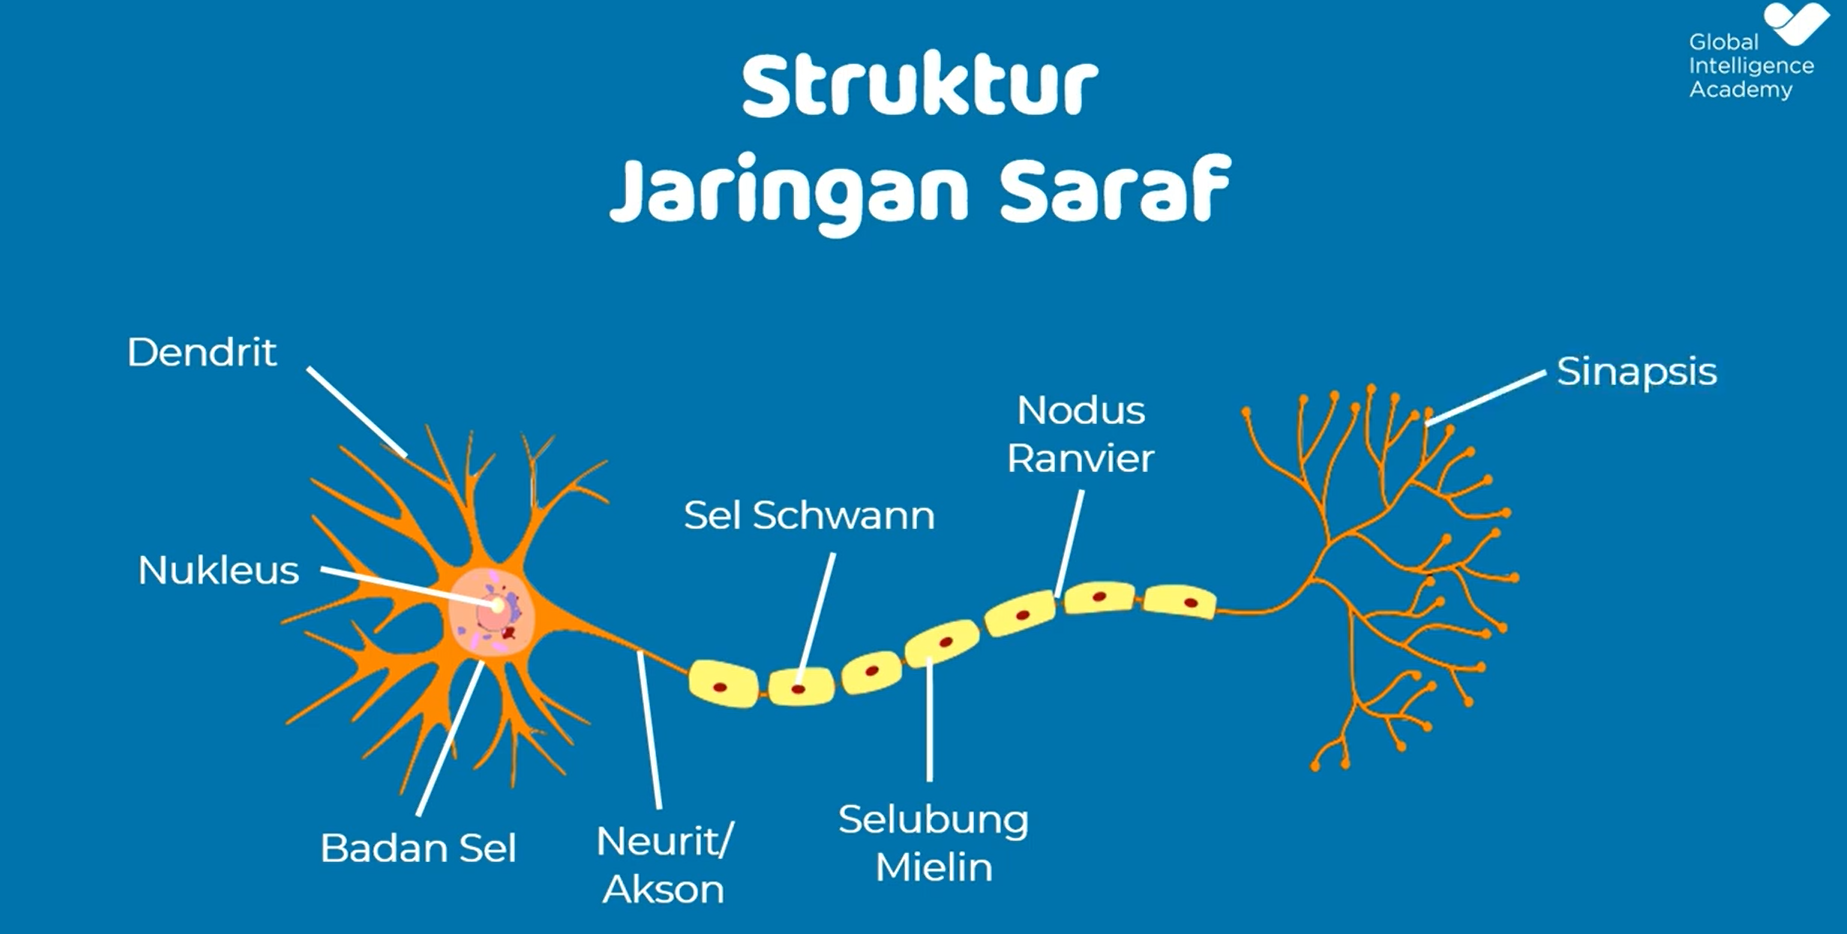 Global
Intelligence
Academy
Struktur
Jaringan Saraf
Dendrit
Sinapsis
Nodus
Ranvier
Sel Schwann
Nukleus
Badan Sel
Neurit/
Akson
Selubung
Mielin